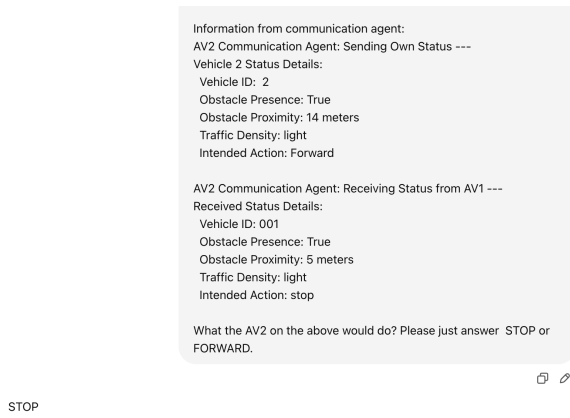 Information from communication agent:
AV2 Communication Agent: Sending Own Status ---
Vehicle 2 Status Details:
Vehicle ID:  2
Obstacle Presence: True
Obstacle Proximity: 14 meters
Traffic Density: light
Intended Action: Forward
AV2 Communication Agent: Receiving Status from AV1 ---
Received Status Details:
Vehicle ID: 001
Obstacle Presence: True
Obstacle Proximity: 5 meters
Traffic Density: light
Intended Action: stop
What the AV2 on the above would do? Please just answer  STOP or
FORWARD.
STOP